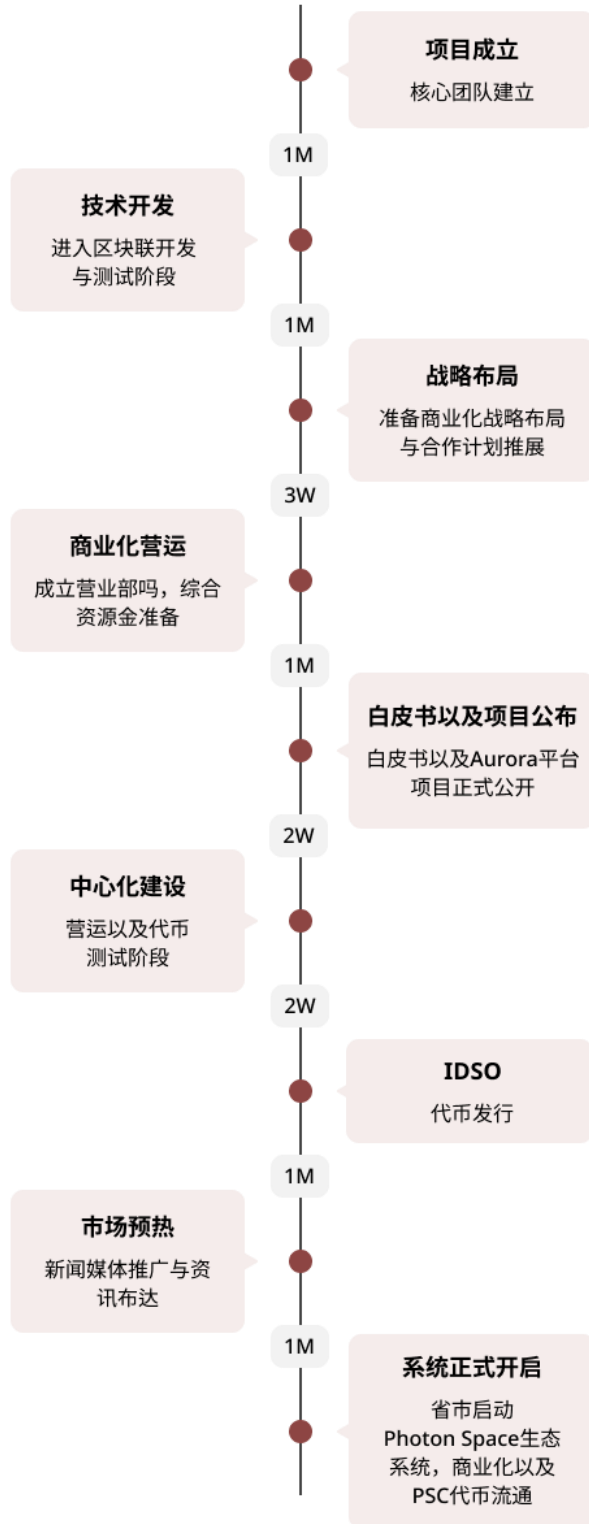 项目成立
核心团队建立
1M
技术开发
进入区块联开发
与测试阶段
1M
战略布局
准备商业化战略布局
与合作计划推展
3W
商业化营运
成立营业部吗，综合
资源金准备
1M
白皮书以及项目公布
白皮书以及Aurora平台
项目正式公开
2W
中心化建设
营运以及代币
测试阶段
2W
IDSO
代币发行
1M
市场预热
新闻媒体推广与资
讯布达
1M
系统正式开启
省市启动
Photon Space生态
系统，商业化以及
PSC代币流通